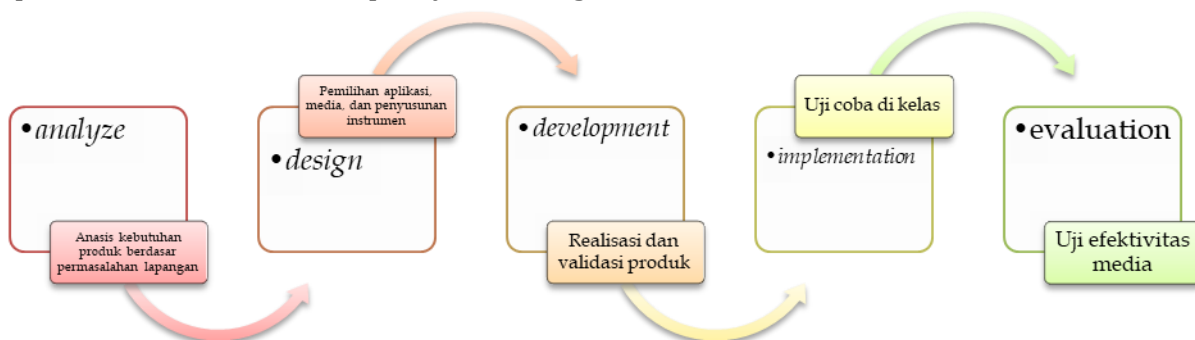 •analyze
Anasis kebutuhan
produk berdasar
permasalahan lapangan
Pemilihan aplikasi,
media, dan penyusunan
instrumen
•design
•development
Realisasi dan
validasi produk
Uji coba di kelas
•implementation
•evaluation
Uji efektivitas
media